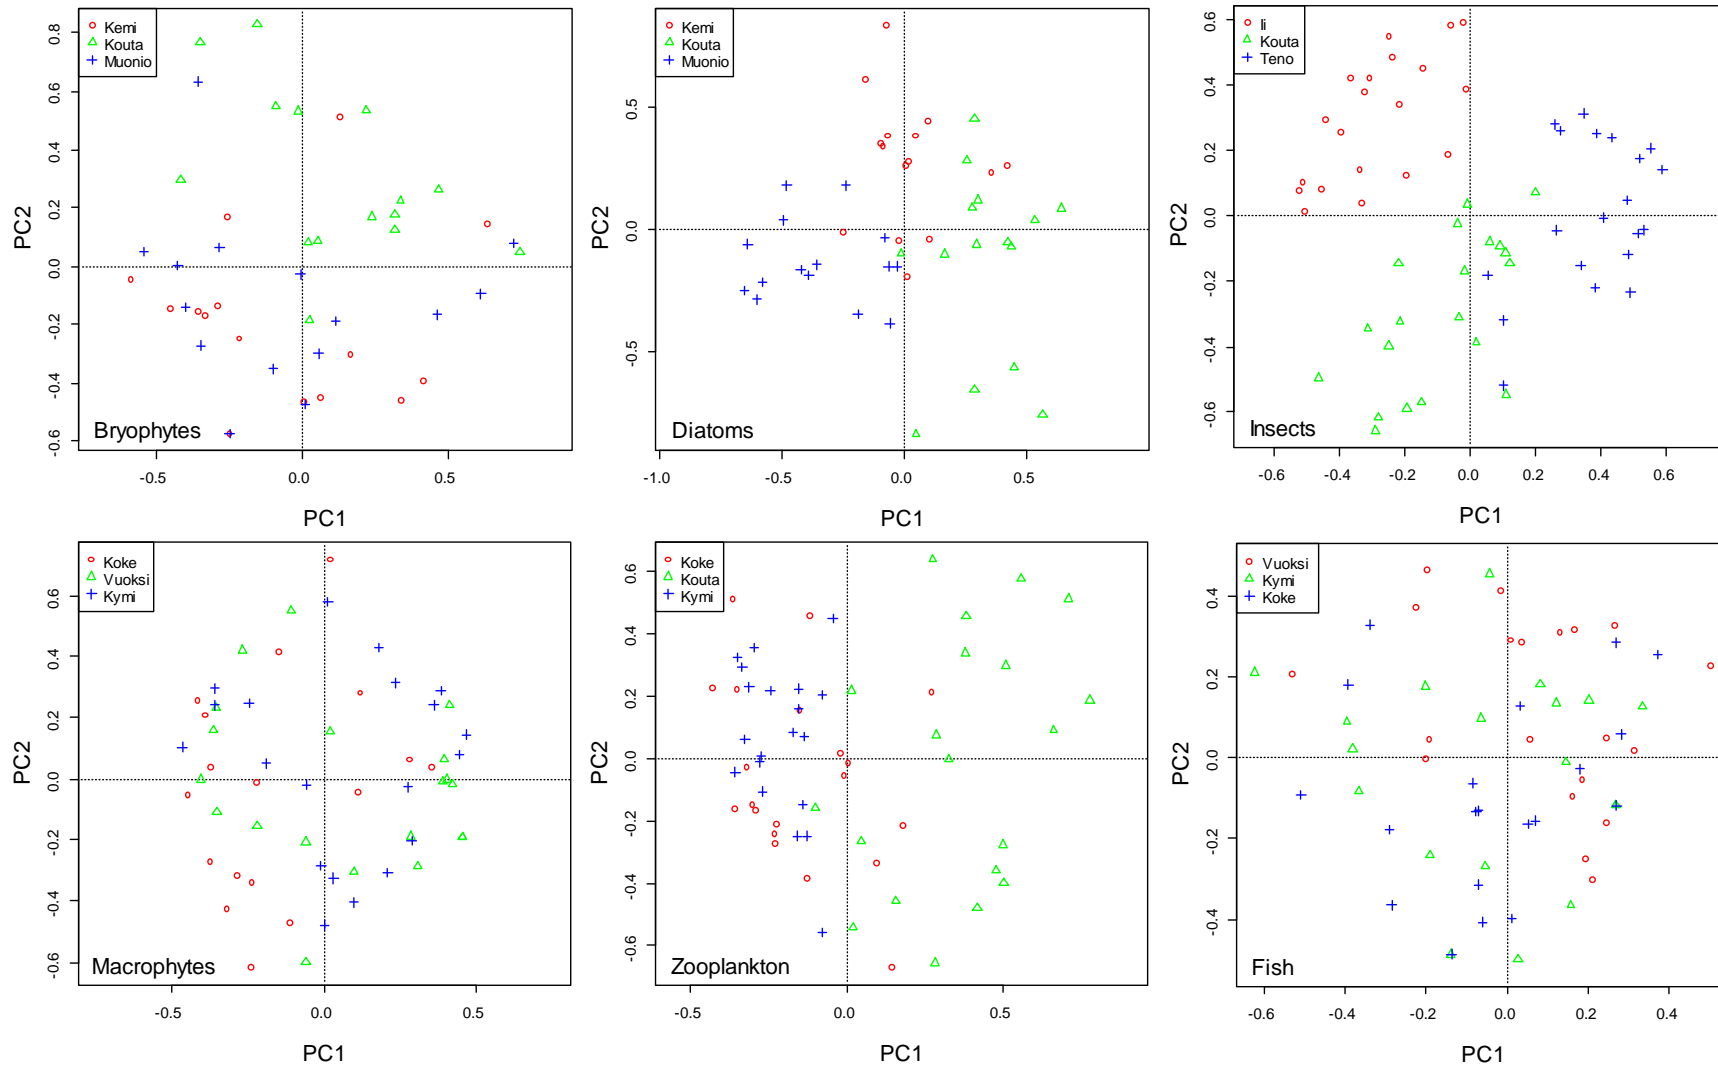 Kemi
Kouta
Muonio
PC2
0.8
0.6
0.4
0.2
0.0
-0.2
-0.4
-0.6
Bryophytes
-0.5
0.0
0.5
PC1
Kemi
Kouta
Muonio
PC2
0.5
0.0
-0.5
Diatoms
-1.0
-0.5
0.0
0.5
PC1
Ii
Kouta
Teno
PC2
0.6
0.4
0.2
0.0
-0.2
-0.4
-0.6
Insects
-0.6
-0.4
-0.2
0.0
0.2
0.4
0.6
PC1
Koke
Vuoksi
Kymi
PC2
0.6
0.4
0.2
0.0
-0.2
-0.4
-0.6
Macrophytes
-0.5
0.0
0.5
PC1
Koke
Kouta
Kymi
PC2
0.6
0.4
0.2
0.0
-0.2
-0.4
-0.6
Zooplankton
-0.5
0.0
0.5
PC1
Vuoksi
Kymi
Koke
PC2
0.4
0.2
0.0
-0.2
-0.4
Fish
-0.6
-0.4
-0.2
0.0
0.2
0.4
PC1